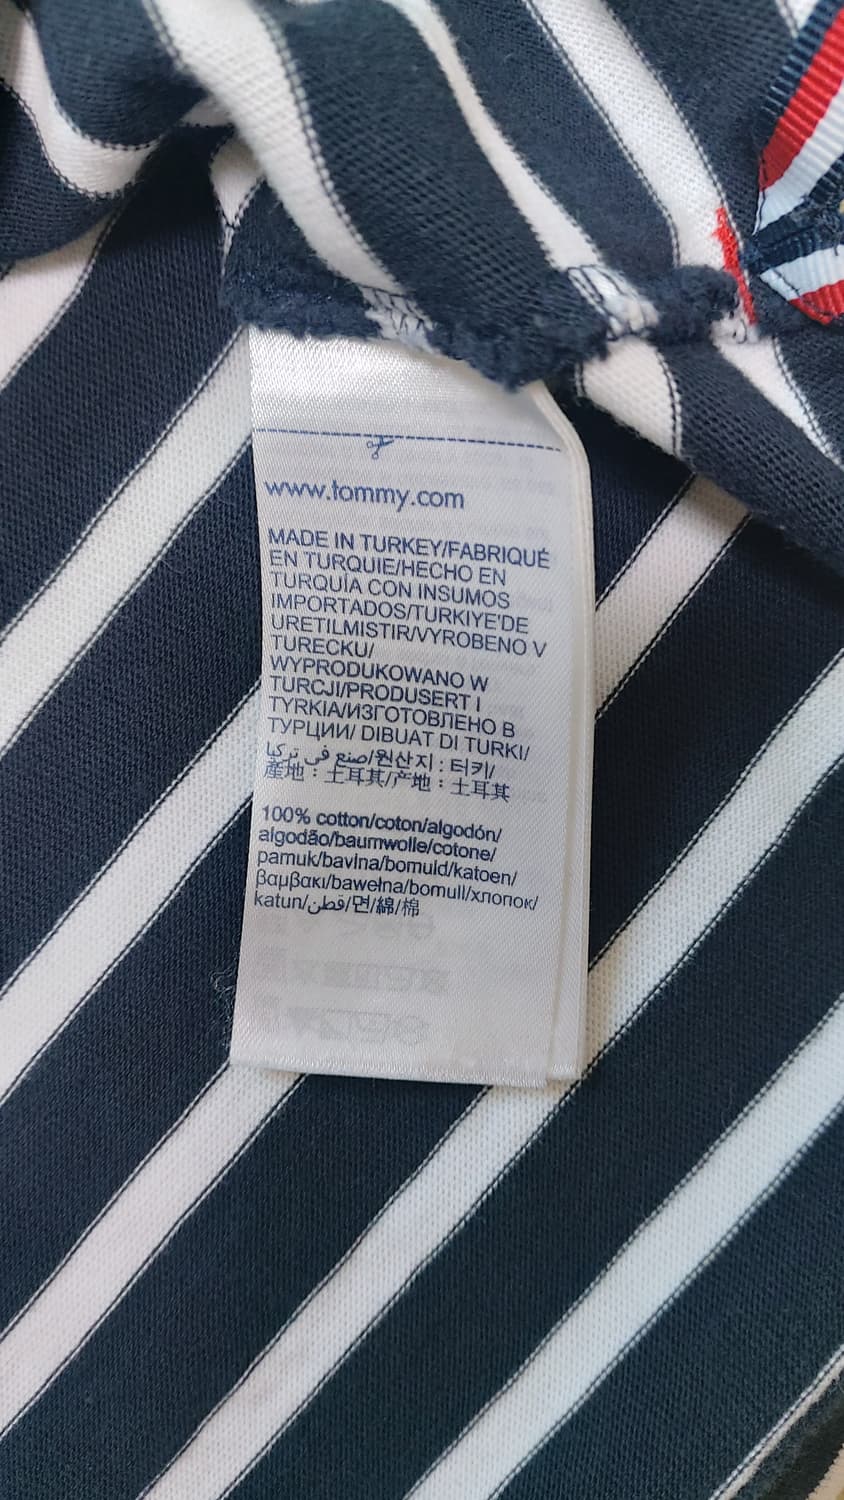 www.tommy.com
MADE IN TURKEY/FABRIQUÉ
EN TURQUIE/HECHO EN
TURQUÍA CON INSUMOS
IMPORTADOS/TURKIYE'DE
URETILMISTIR/VYROBENO V
TURECKU/
WYPRODUKOWANO W
TURCJI/PRODUSERT I
TYRKIA/ИЗГОТОВЛЕНО В
ТУРЦИИ/ DIBUAT DI TURKI/
صنع في تركيا/원산지 : 터키/
產地：土耳其/产地：土耳其
100% cotton/coton/algodón/
algodão/baumwolle/cotone/
pamuk/bavlna/bomuld/katoen/
βαμβακι/bawełna/bomull/хлопок/
katun/قطن/면/綿/棉